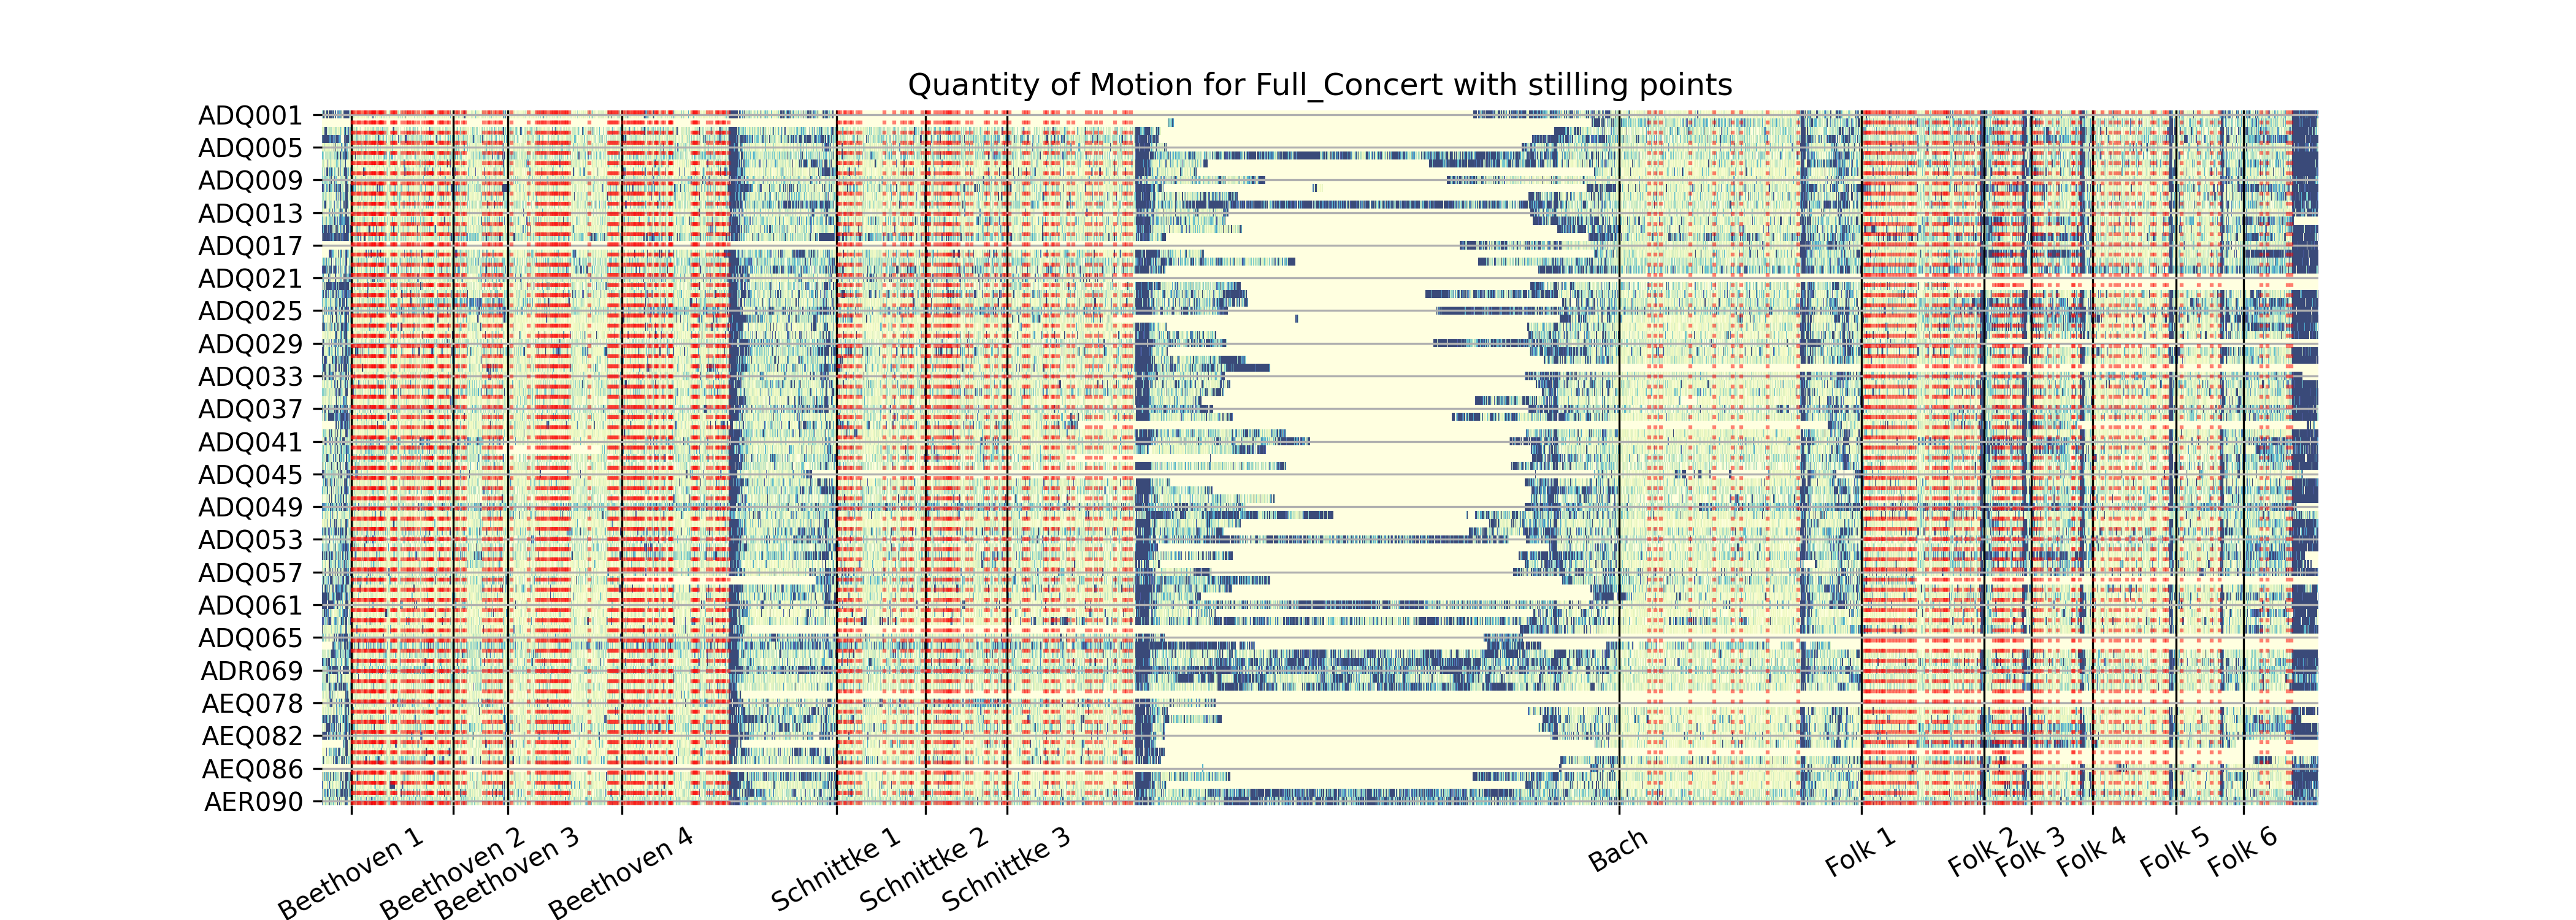 Quantity of Motion for Full_Concert with stilling points
ADQ001
ADQ005
ADQ009
ADQ013
ADQ017
ADQ021
ADQ025
ADQ029
ADQ033
ADQ037
ADQ041
ADQ045
ADQ049
ADQ053
ADQ057
ADQ061
ADQ065
ADR069
AEQ078
AEQ082
AEQ086
AER090
Beethoven 1
Beethoven 2
Beethoven 3
Beethoven 4
Schnittke 1
Schnittke 2
Schnittke 3
Bach
Folk 1
Folk 2
Folk 3
Folk 4
Folk 5
Folk 6